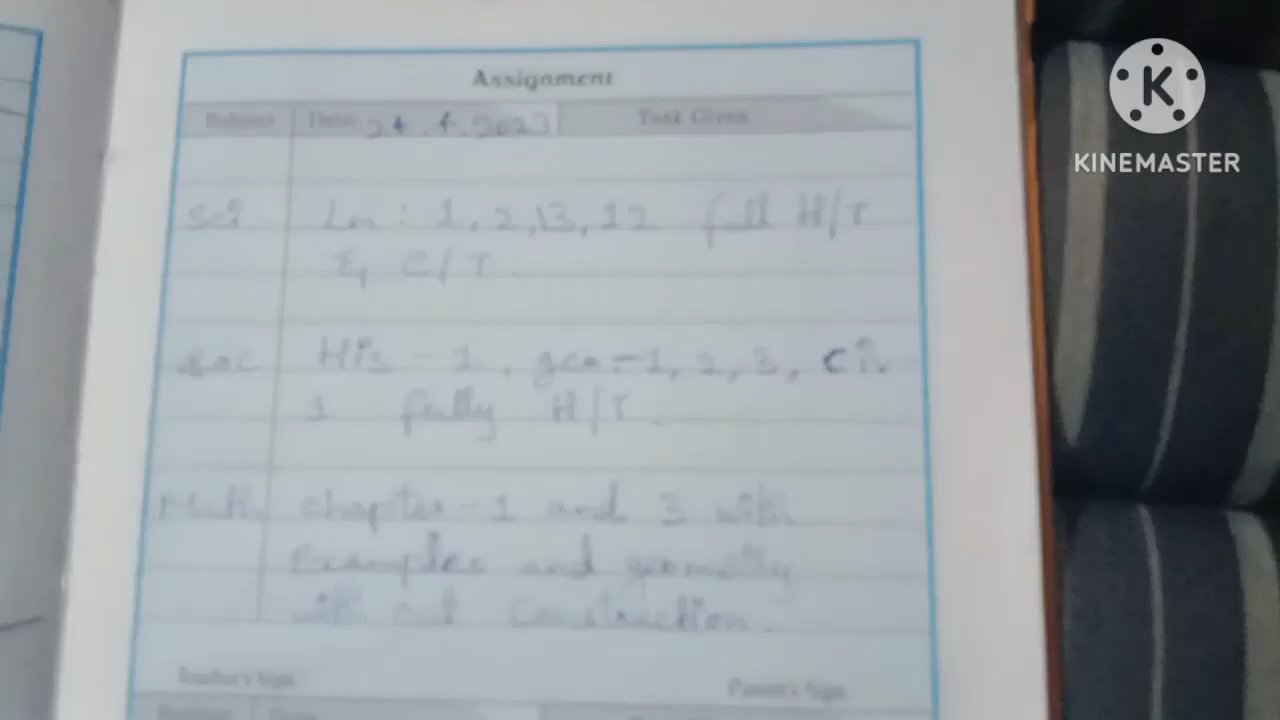 Assignment
Subject Date: 24.4.2023 Task Given
Sci Ln: 1, 2, 13, 12 full H/T
& C/T.
Soc His - 1, geo - 1, 2, 3, civ
1 fully H/T.
Math chapter - 1 and 3 with
examples and geometry
with out construction.
Teacher's Sign. Parent's Sign.
KINEMASTER